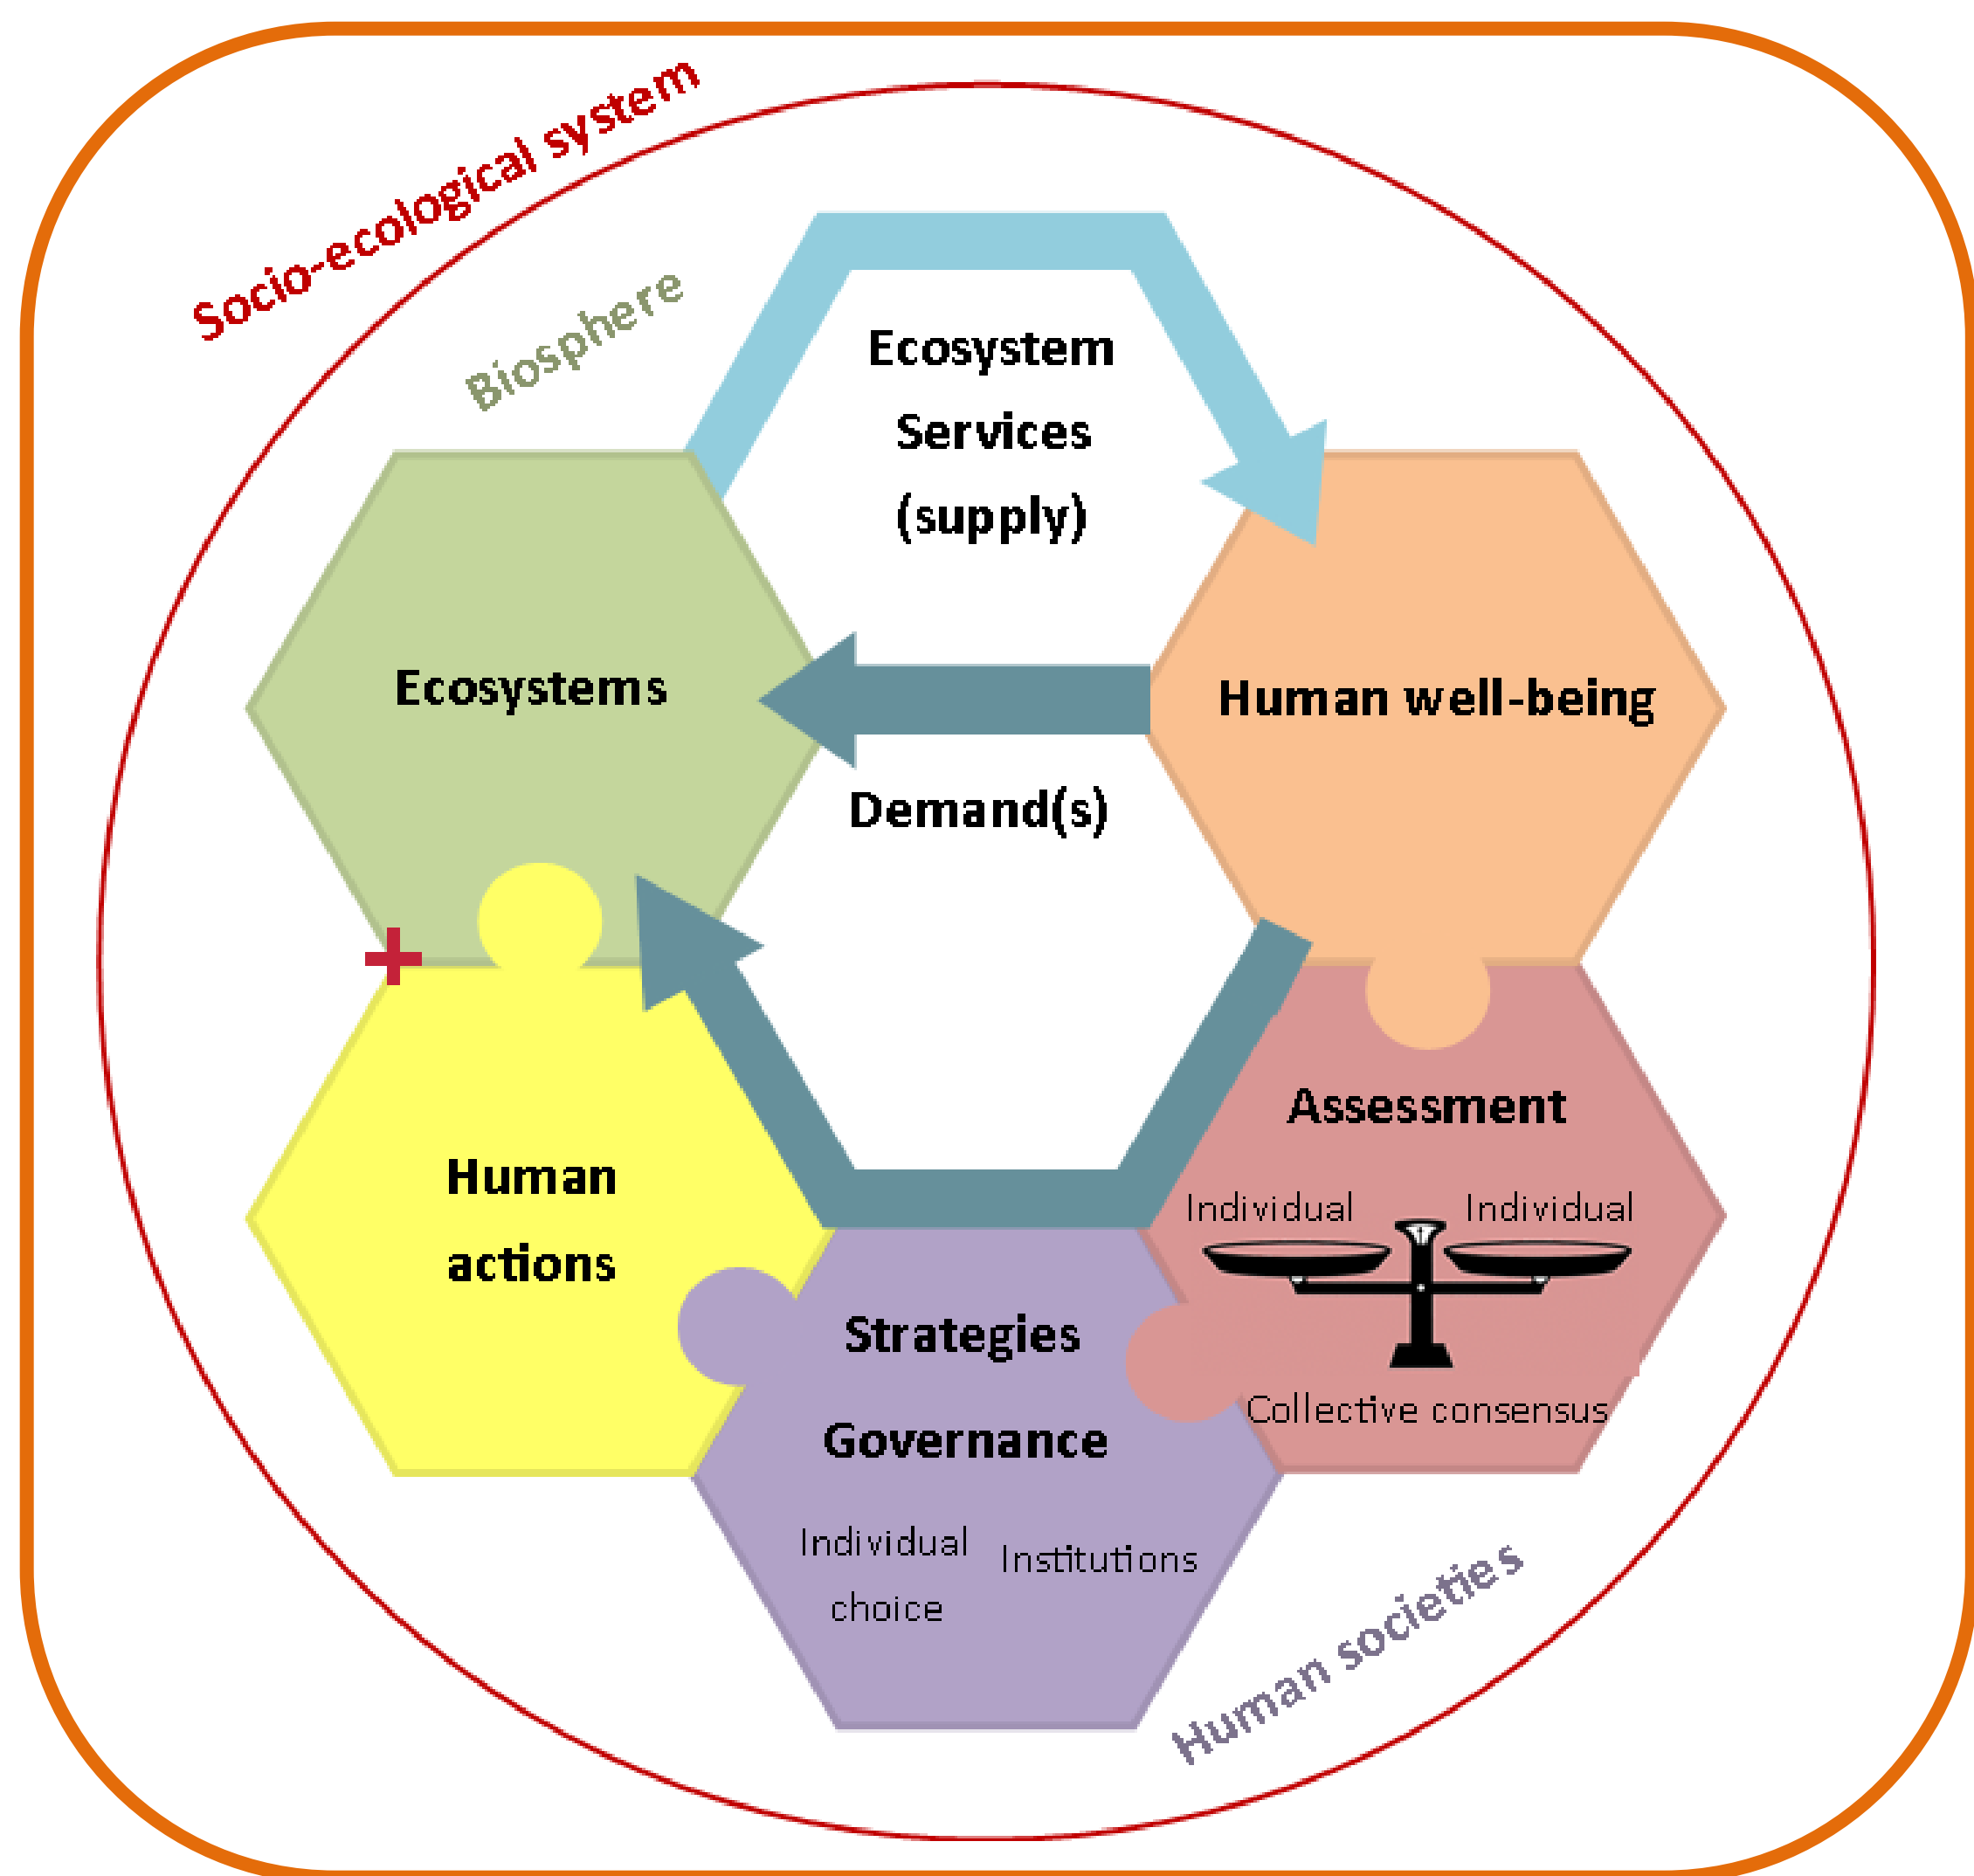 Socio-ecological system
Biosphere
Ecosystem
Services
(supply)
Ecosystems
Human well-being
Demand(s)
Assessment
Individual
Individual
Collective consensus
Human
actions
Strategies
Governance
Individual
choice
Institutions
Human societies